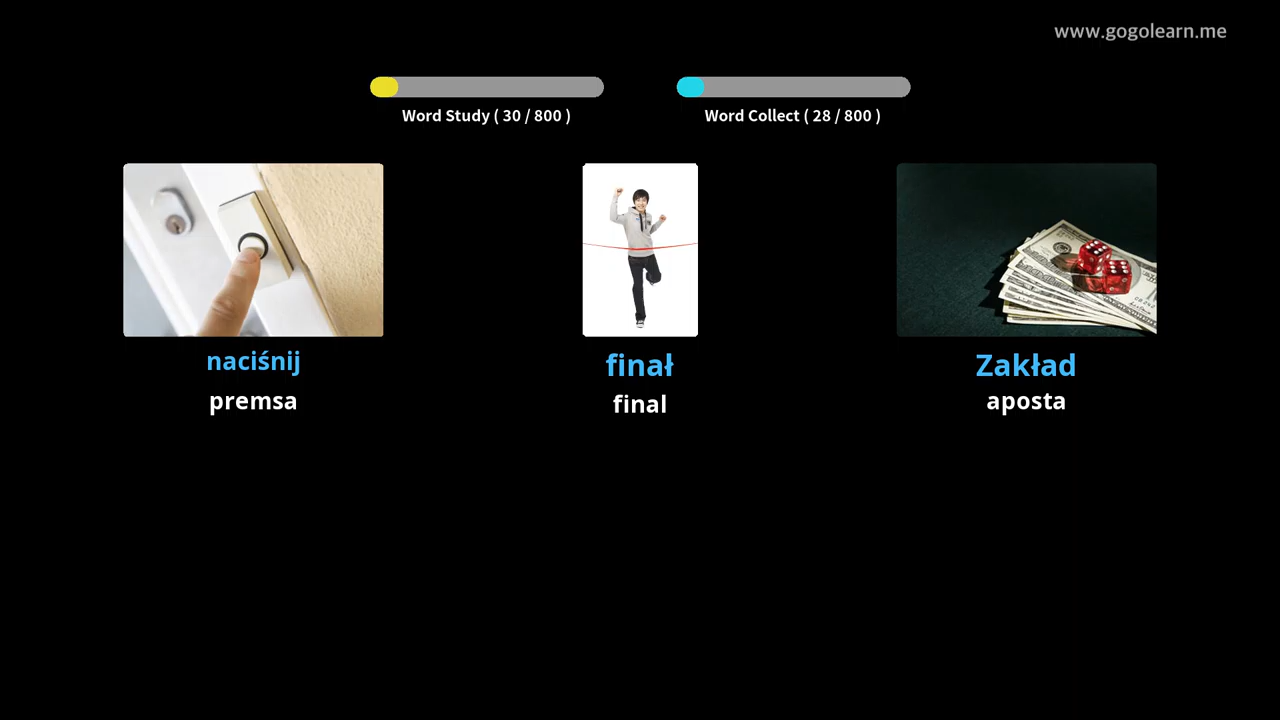 www.gogolearn.me
Word Study ( 30 / 800 )
Word Collect ( 28 / 800 )
naciśnij
premsa
finał
final
Zakład
aposta